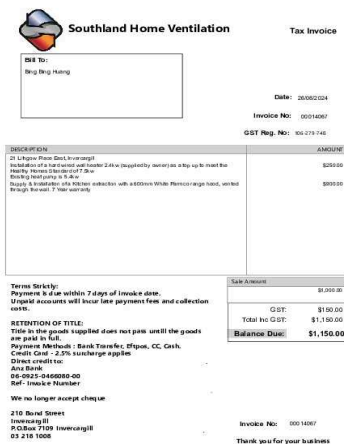 Southland Home Ventilation
Tax Invoice
Bill To:
Bing Bing Huang
Date: 26/08/2024
Invoice No: 00014067
GST Reg. No: 106-279-748
DESCRIPTION AMOUNT
21 Lithgow Place East, Invercargill
Installation of a hard wired wall heater 2.4kw (supplied by owner) as a top up to meet the $250.00
Healthy Homes Standard of 7.5kw
Existing heat pump is 5.4kw
Supply & Installation of a Kitchen extraction with a 600mm White Remco range hood, vented $900.00
through the wall. 7 Year warranty
Terms Strictly:
Payment is due within 7 days of invoice date.
Unpaid accounts will incur late payment fees and collection
costs.
RETENTION OF TITLE:
Title in the goods supplied does not pass untill the goods
are paid in full.
Payment Methods : Bank Transfer, Eftpos, CC, Cash.
Credit Card - 2.5% surcharge applies
Direct credit to:
Anz Bank
06-0925-0466080-00
Ref- Invoice Number
We no longer accept cheque
210 Bond Street
Invercargill
P.O.Box 7109 Invercargill
03 218 1008
Sale Amount
$1,000.00
GST: $150.00
Total Inc GST: $1,150.00
Balance Due: $1,150.00
Invoice No: 00014067
Thank you for your business